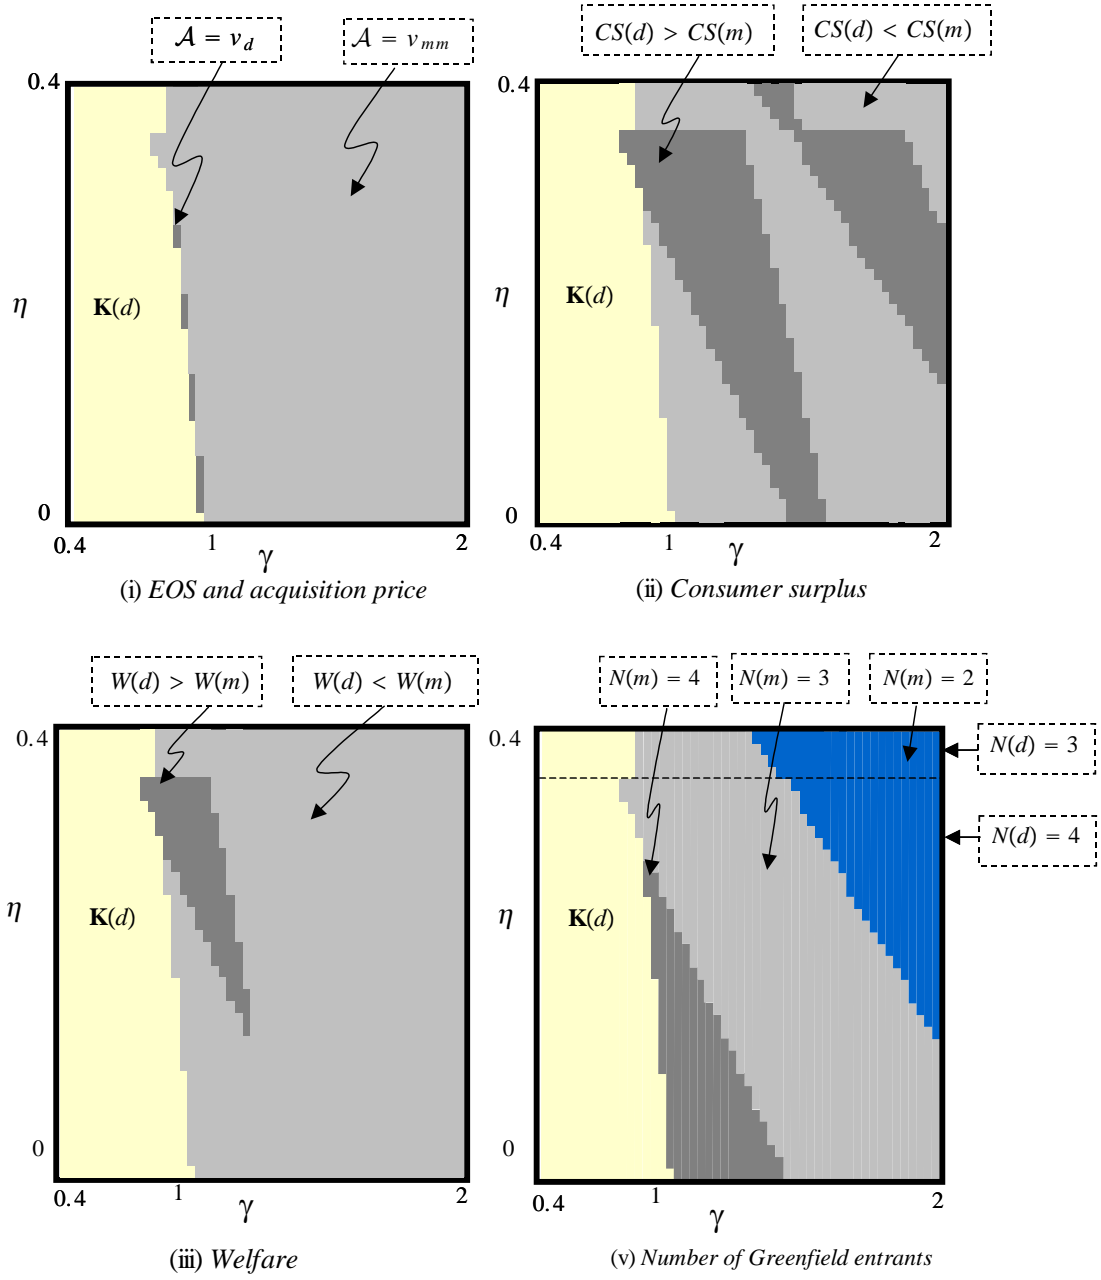 𝒜 = v_d
𝒜 = v_mm
0.4
η
K(d)
0
0.4
1
2
γ
(i) EOS and acquisition price
CS(d) > CS(m)
CS(d) < CS(m)
0.4
η
K(d)
0
0.4
1
2
γ
(ii) Consumer surplus
W(d) > W(m)
W(d) < W(m)
0.4
η
K(d)
0
0.4
1
2
γ
(iii) Welfare
N(m) = 4
N(m) = 3
N(m) = 2
N(d) = 3
N(d) = 4
0.4
η
K(d)
0
0.4
1
2
γ
(v) Number of Greenfield entrants